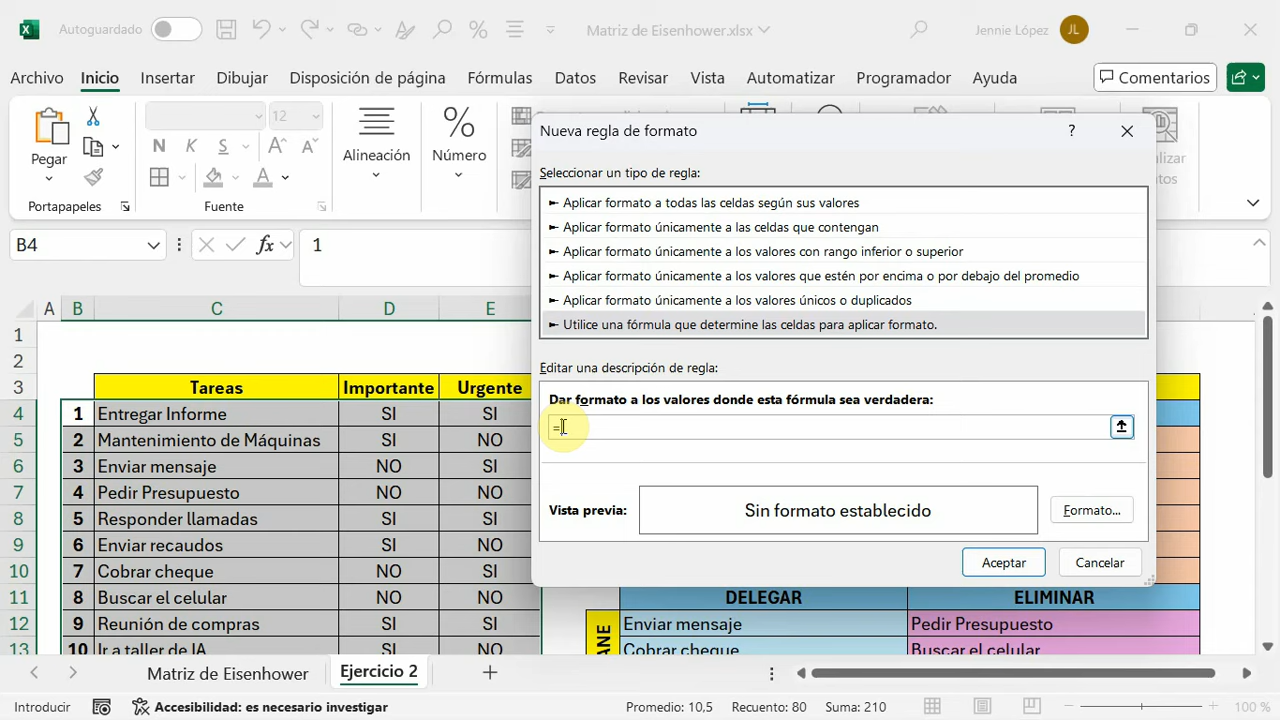 Autoguardado
Matriz de Eisenhower.xlsx
Jennie López
JL
Archivo
Inicio
Insertar
Dibujar
Disposición de página
Fórmulas
Datos
Revisar
Vista
Automatizar
Programador
Ayuda
Comentarios
Pegar
Portapapeles
12
N K S
A A
A
Fuente
Alineación
%
Número
Nueva regla de formato
?
Seleccionar un tipo de regla:
► Aplicar formato a todas las celdas según sus valores
► Aplicar formato únicamente a las celdas que contengan
► Aplicar formato únicamente a los valores con rango inferior o superior
► Aplicar formato únicamente a los valores que estén por encima o por debajo del promedio
► Aplicar formato únicamente a los valores únicos o duplicados
► Utilice una fórmula que determine las celdas para aplicar formato.
Editar una descripción de regla:
Dar formato a los valores donde esta fórmula sea verdadera:
=
Vista previa:
Sin formato establecido
Formato...
Aceptar
Cancelar
B4
fx
1
A B C D E
1
2
3 Tareas Importante Urgente
4 1 Entregar Informe SI SI
5 2 Mantenimiento de Máquinas SI NO
6 3 Enviar mensaje NO SI
7 4 Pedir Presupuesto NO NO
8 5 Responder llamadas SI SI
9 6 Enviar recaudos SI NO
10 7 Cobrar cheque NO SI
11 8 Buscar el celular NO NO DELEGAR ELIMINAR
12 9 Reunión de compras SI SI Enviar mensaje Pedir Presupuesto
13 10 Ir a taller de IA SI NO Cobrar cheque Buscar el celular
Matriz de Eisenhower
Ejercicio 2
Introducir
Accesibilidad: es necesario investigar
Promedio: 10,5
Recuento: 80
Suma: 210
100 %